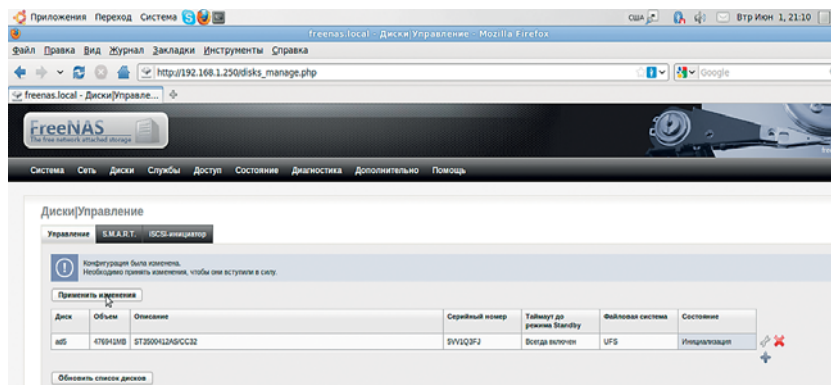 Приложения Переход Система США Втр Июн 1, 21:10
freenas.local - Диски|Управление - Mozilla Firefox
Файл Правка Вид Журнал Закладки Инструменты Справка
http://192.168.1.250/disks_manage.php Google
freenas.local - Диски|Управле...
FreeNAS
The free network attached storage
Система Сеть Диски Службы Доступ Состояние Диагностика Дополнительно Помощь
Диски|Управление
Управление S.M.A.R.T. iSCSI-инициатор
Конфигурация была изменена.
Необходимо принять изменения, чтобы они вступили в силу.
Применить изменения
Диск Объем Описание Серийный номер Таймаут до режима Standby Файловая система Состояние
ad5 476941MB ST3500412AS/CC32 5VV1Q3FJ Всегда включен UFS Инициализация
Обновить список дисков